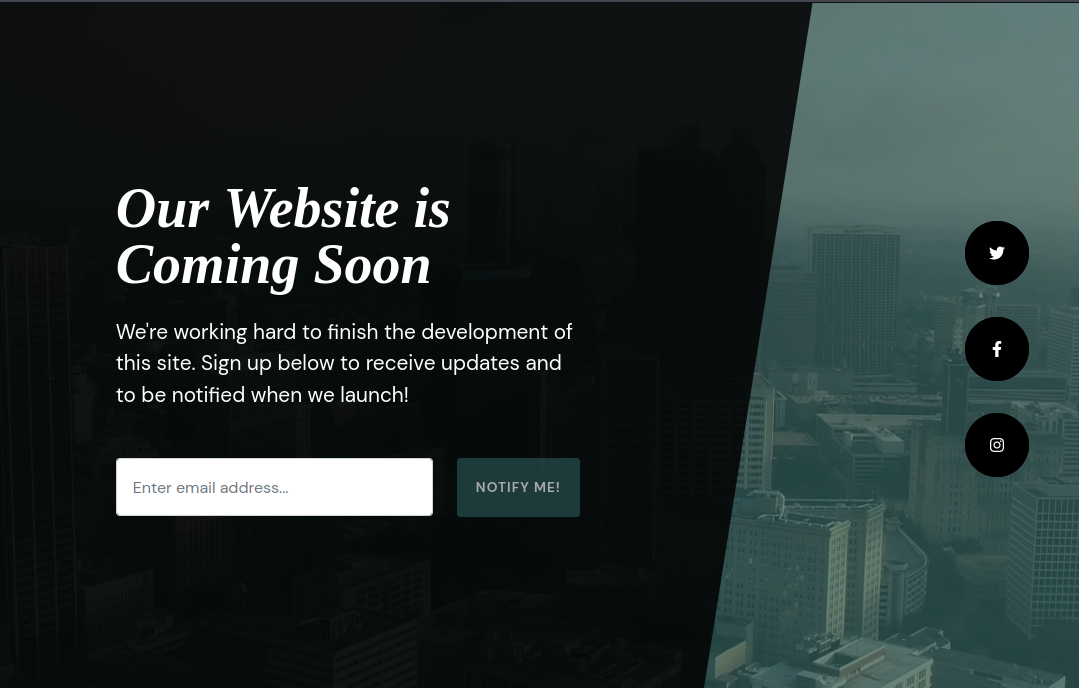 Our Website is
Coming Soon
We're working hard to finish the development of
this site. Sign up below to receive updates and
to be notified when we launch!
Enter email address...
NOTIFY ME!